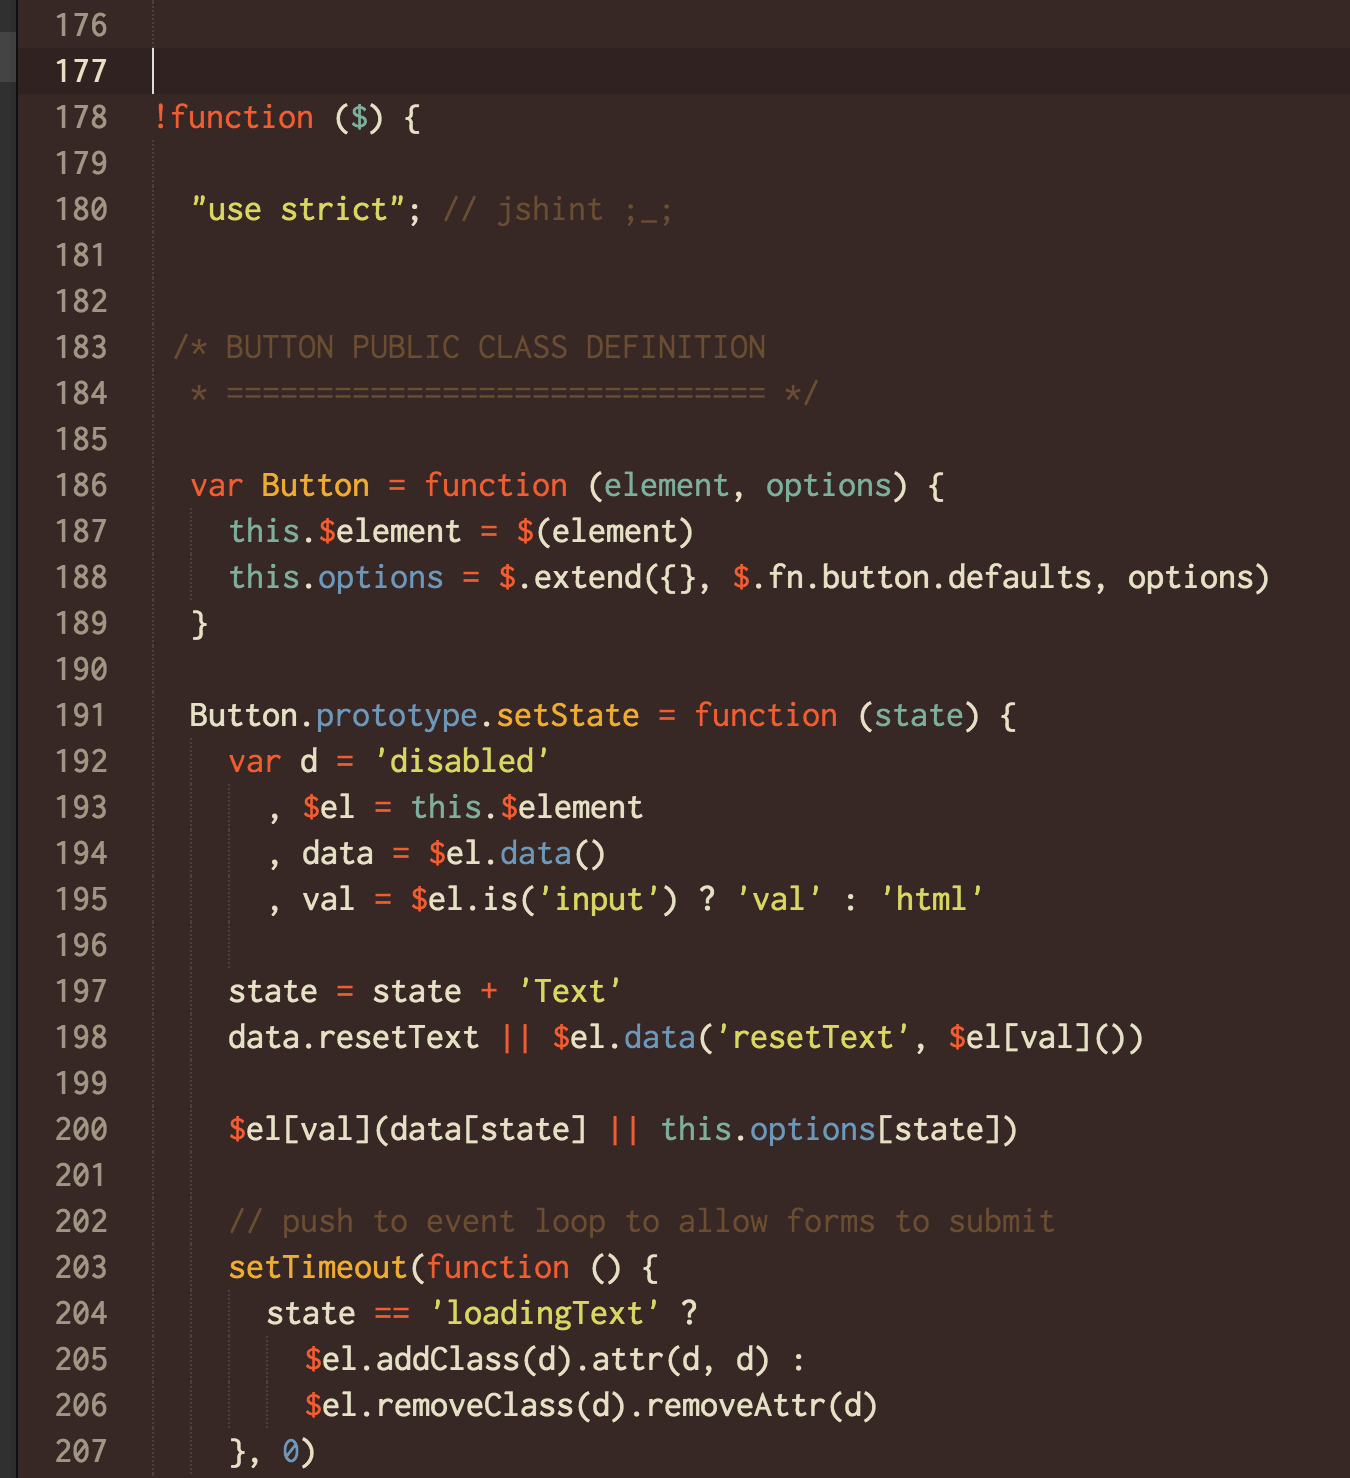 176
177
178 !function ($) {
179
180   "use strict"; // jshint ;_;
181
182
183  /* BUTTON PUBLIC CLASS DEFINITION
184   * ============================== */
185
186   var Button = function (element, options) {
187     this.$element = $(element)
188     this.options = $.extend({}, $.fn.button.defaults, options)
189   }
190
191   Button.prototype.setState = function (state) {
192     var d = 'disabled'
193       , $el = this.$element
194       , data = $el.data()
195       , val = $el.is('input') ? 'val' : 'html'
196
197     state = state + 'Text'
198     data.resetText || $el.data('resetText', $el[val]())
199
200     $el[val](data[state] || this.options[state])
201
202     // push to event loop to allow forms to submit
203     setTimeout(function () {
204       state == 'loadingText' ?
205         $el.addClass(d).attr(d, d) :
206         $el.removeClass(d).removeAttr(d)
207     }, 0)